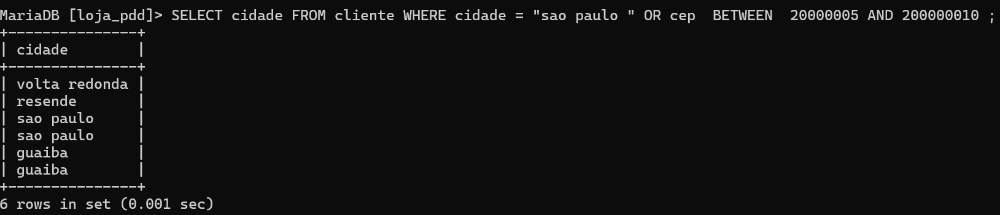 MariaDB [loja_pdd]> SELECT cidade FROM cliente WHERE cidade = "sao paulo " OR cep  BETWEEN  20000005 AND 200000010 ;
+---------------+
| cidade        |
+---------------+
| volta redonda |
| resende       |
| sao paulo     |
| sao paulo     |
| guaiba        |
| guaiba        |
+---------------+
6 rows in set (0.001 sec)